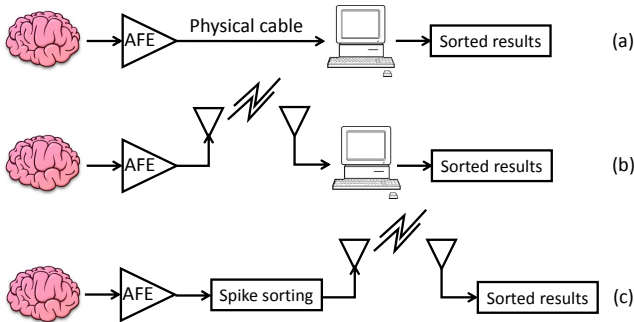 AFE Physical cable Sorted results (a)
AFE Sorted results (b)
AFE Spike sorting Sorted results (c)